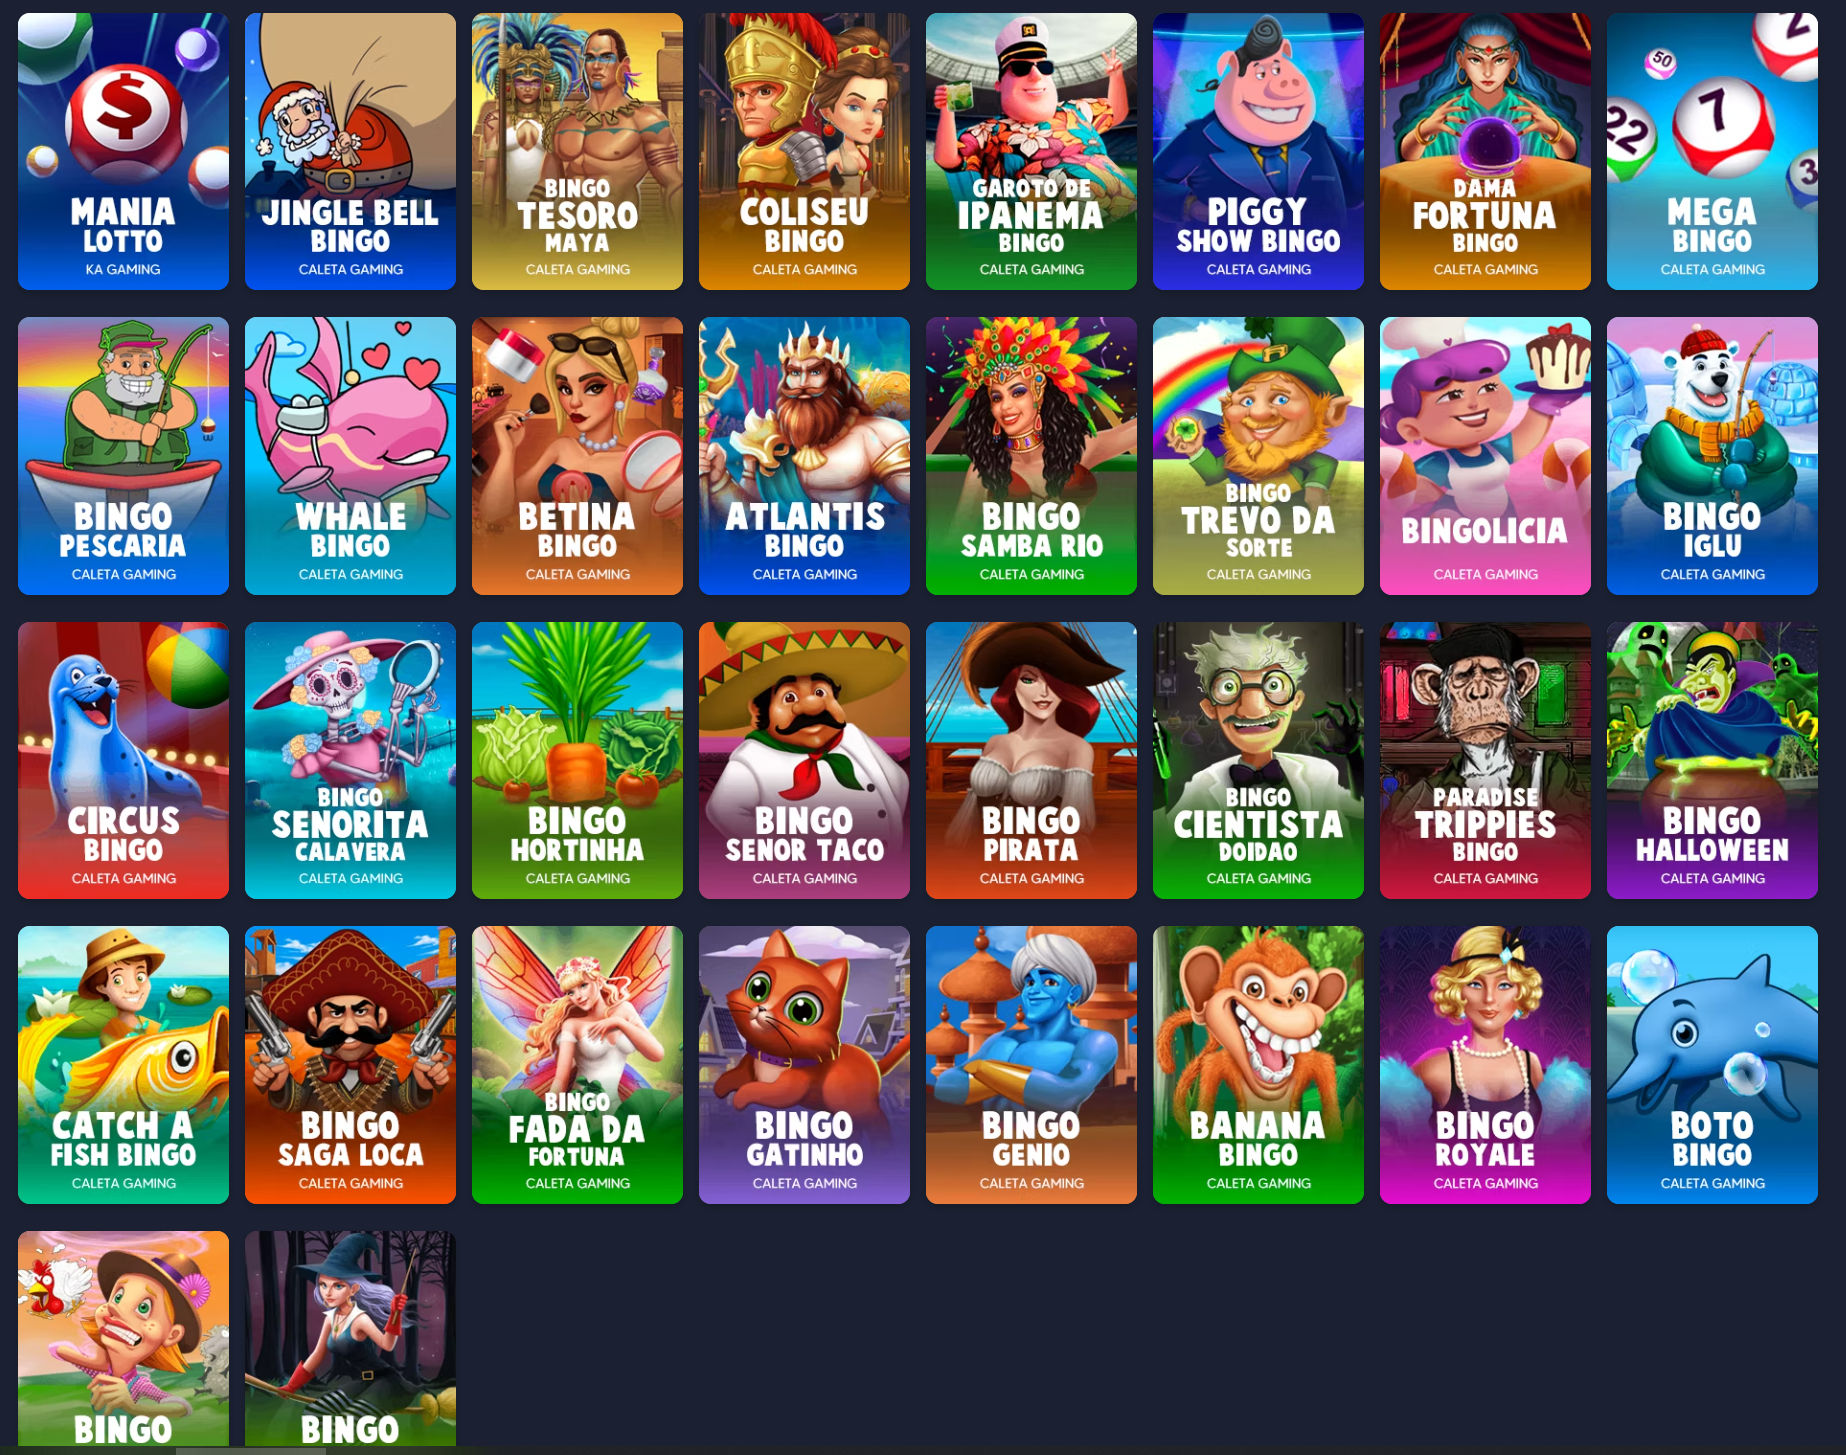 $
MANIA
LOTTO
KA GAMING
JINGLE BELL
BINGO
CALETA GAMING
BINGO
TESORO
MAYA
CALETA GAMING
COLISEU
BINGO
CALETA GAMING
GAROTO DE
IPANEMA
BINGO
CALETA GAMING
PIGGY
SHOW BINGO
CALETA GAMING
DAMA
FORTUNA
BINGO
CALETA GAMING
2
50
7
22
3
MEGA
BINGO
CALETA GAMING
BINGO
PESCARIA
CALETA GAMING
WHALE
BINGO
CALETA GAMING
BETINA
BINGO
CALETA GAMING
ATLANTIS
BINGO
CALETA GAMING
BINGO
SAMBA RIO
CALETA GAMING
BINGO
TREVO DA
SORTE
CALETA GAMING
BINGOLICIA
CALETA GAMING
BINGO
IGLU
CALETA GAMING
CIRCUS
BINGO
CALETA GAMING
BINGO
SENORITA
CALAVERA
CALETA GAMING
BINGO
HORTINHA
CALETA GAMING
BINGO
SENOR TACO
CALETA GAMING
BINGO
PIRATA
CALETA GAMING
BINGO
CIENTISTA
DOIDAO
CALETA GAMING
PARADISE
TRIPPIES
BINGO
CALETA GAMING
BINGO
HALLOWEEN
CALETA GAMING
CATCH A
FISH BINGO
CALETA GAMING
BINGO
SAGA LOCA
CALETA GAMING
BINGO
FADA DA
FORTUNA
CALETA GAMING
BINGO
GATINHO
CALETA GAMING
BINGO
GENIO
CALETA GAMING
BANANA
BINGO
CALETA GAMING
BINGO
ROYALE
CALETA GAMING
BOTO
BINGO
CALETA GAMING
BINGO
BINGO